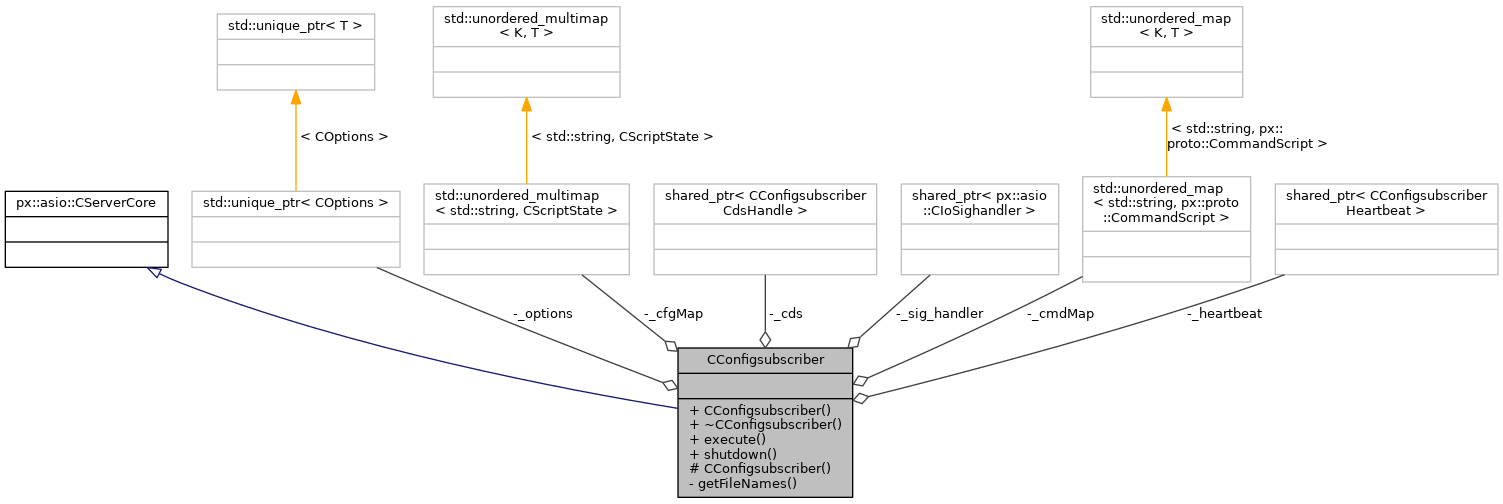 std::unique_ptr< T >
std::unordered_multimap
< K, T >
std::unordered_map
< K, T >
< COptions >
< std::string, CScriptState >
< std::string, px::
proto::CommandScript >
px::asio::CServerCore
std::unique_ptr< COptions >
std::unordered_multimap
< std::string, CScriptState >
shared_ptr< CConfigsubscriber
CdsHandle >
shared_ptr< px::asio
::CIoSighandler >
std::unordered_map
< std::string, px::proto
::CommandScript >
shared_ptr< CConfigsubscriber
Heartbeat >
-_options
-_cfgMap
-_cds
-_sig_handler
-_cmdMap
-_heartbeat
CConfigsubscriber
+ CConfigsubscriber()
+ ~CConfigsubscriber()
+ execute()
+ shutdown()
# CConfigsubscriber()
- getFileNames()